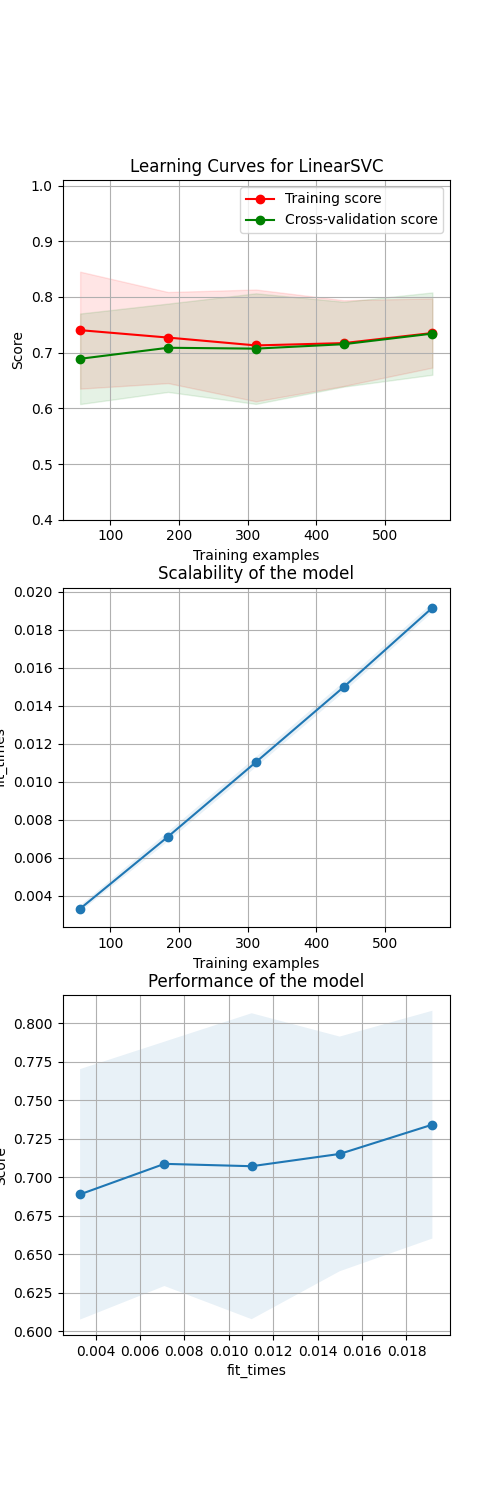 Learning Curves for LinearSVC
1.0
0.9
0.8
0.7
0.6
0.5
0.4
Score
Training score
Cross-validation score
100 200 300 400 500
Training examples
Scalability of the model
0.020
0.018
0.016
0.014
0.012
0.010
0.008
0.006
0.004
fit_times
100 200 300 400 500
Training examples
Performance of the model
0.800
0.775
0.750
0.725
0.700
0.675
0.650
0.625
0.600
Score
0.004 0.006 0.008 0.010 0.012 0.014 0.016 0.018
fit_times